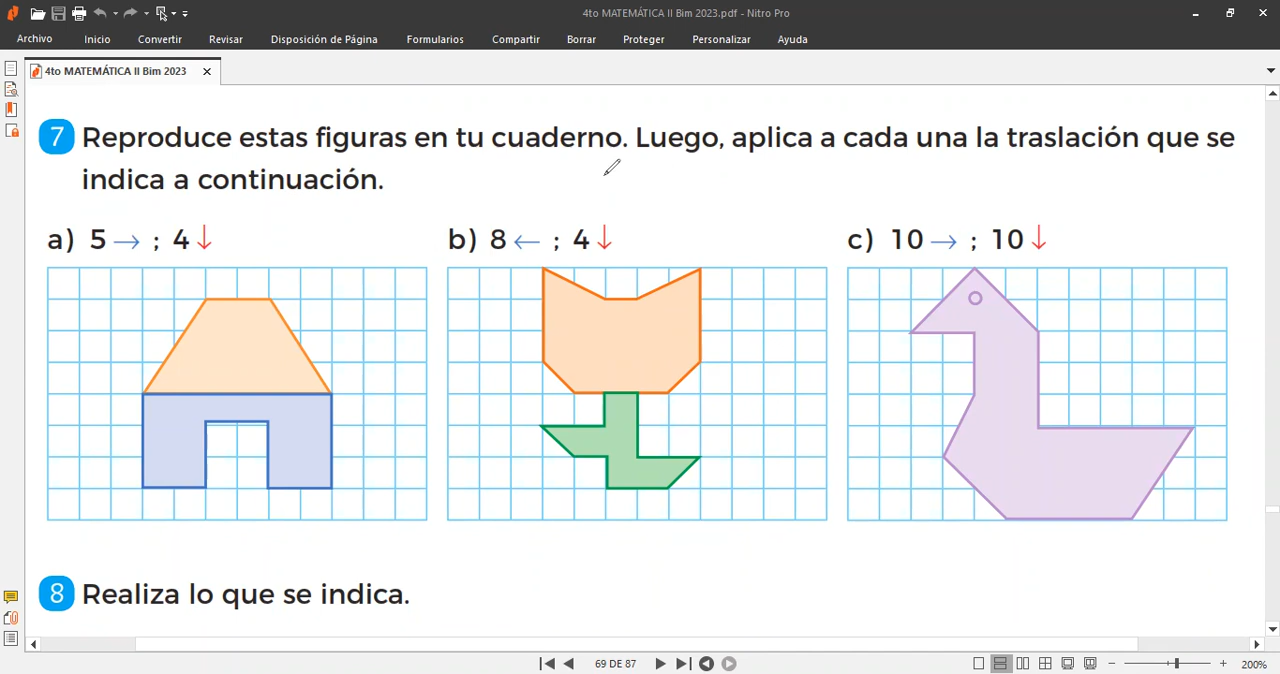 4to MATEMÁTICA II Bim 2023.pdf - Nitro Pro
Archivo Inicio Convertir Revisar Disposición de Página Formularios Compartir Borrar Proteger Personalizar Ayuda
4to MATEMÁTICA II Bim 2023
7 Reproduce estas figuras en tu cuaderno. Luego, aplica a cada una la traslación que se
indica a continuación.
a) 5 → ; 4 ↓ b) 8 ← ; 4 ↓ c) 10 → ; 10 ↓
8 Realiza lo que se indica.
69 DE 87 200%